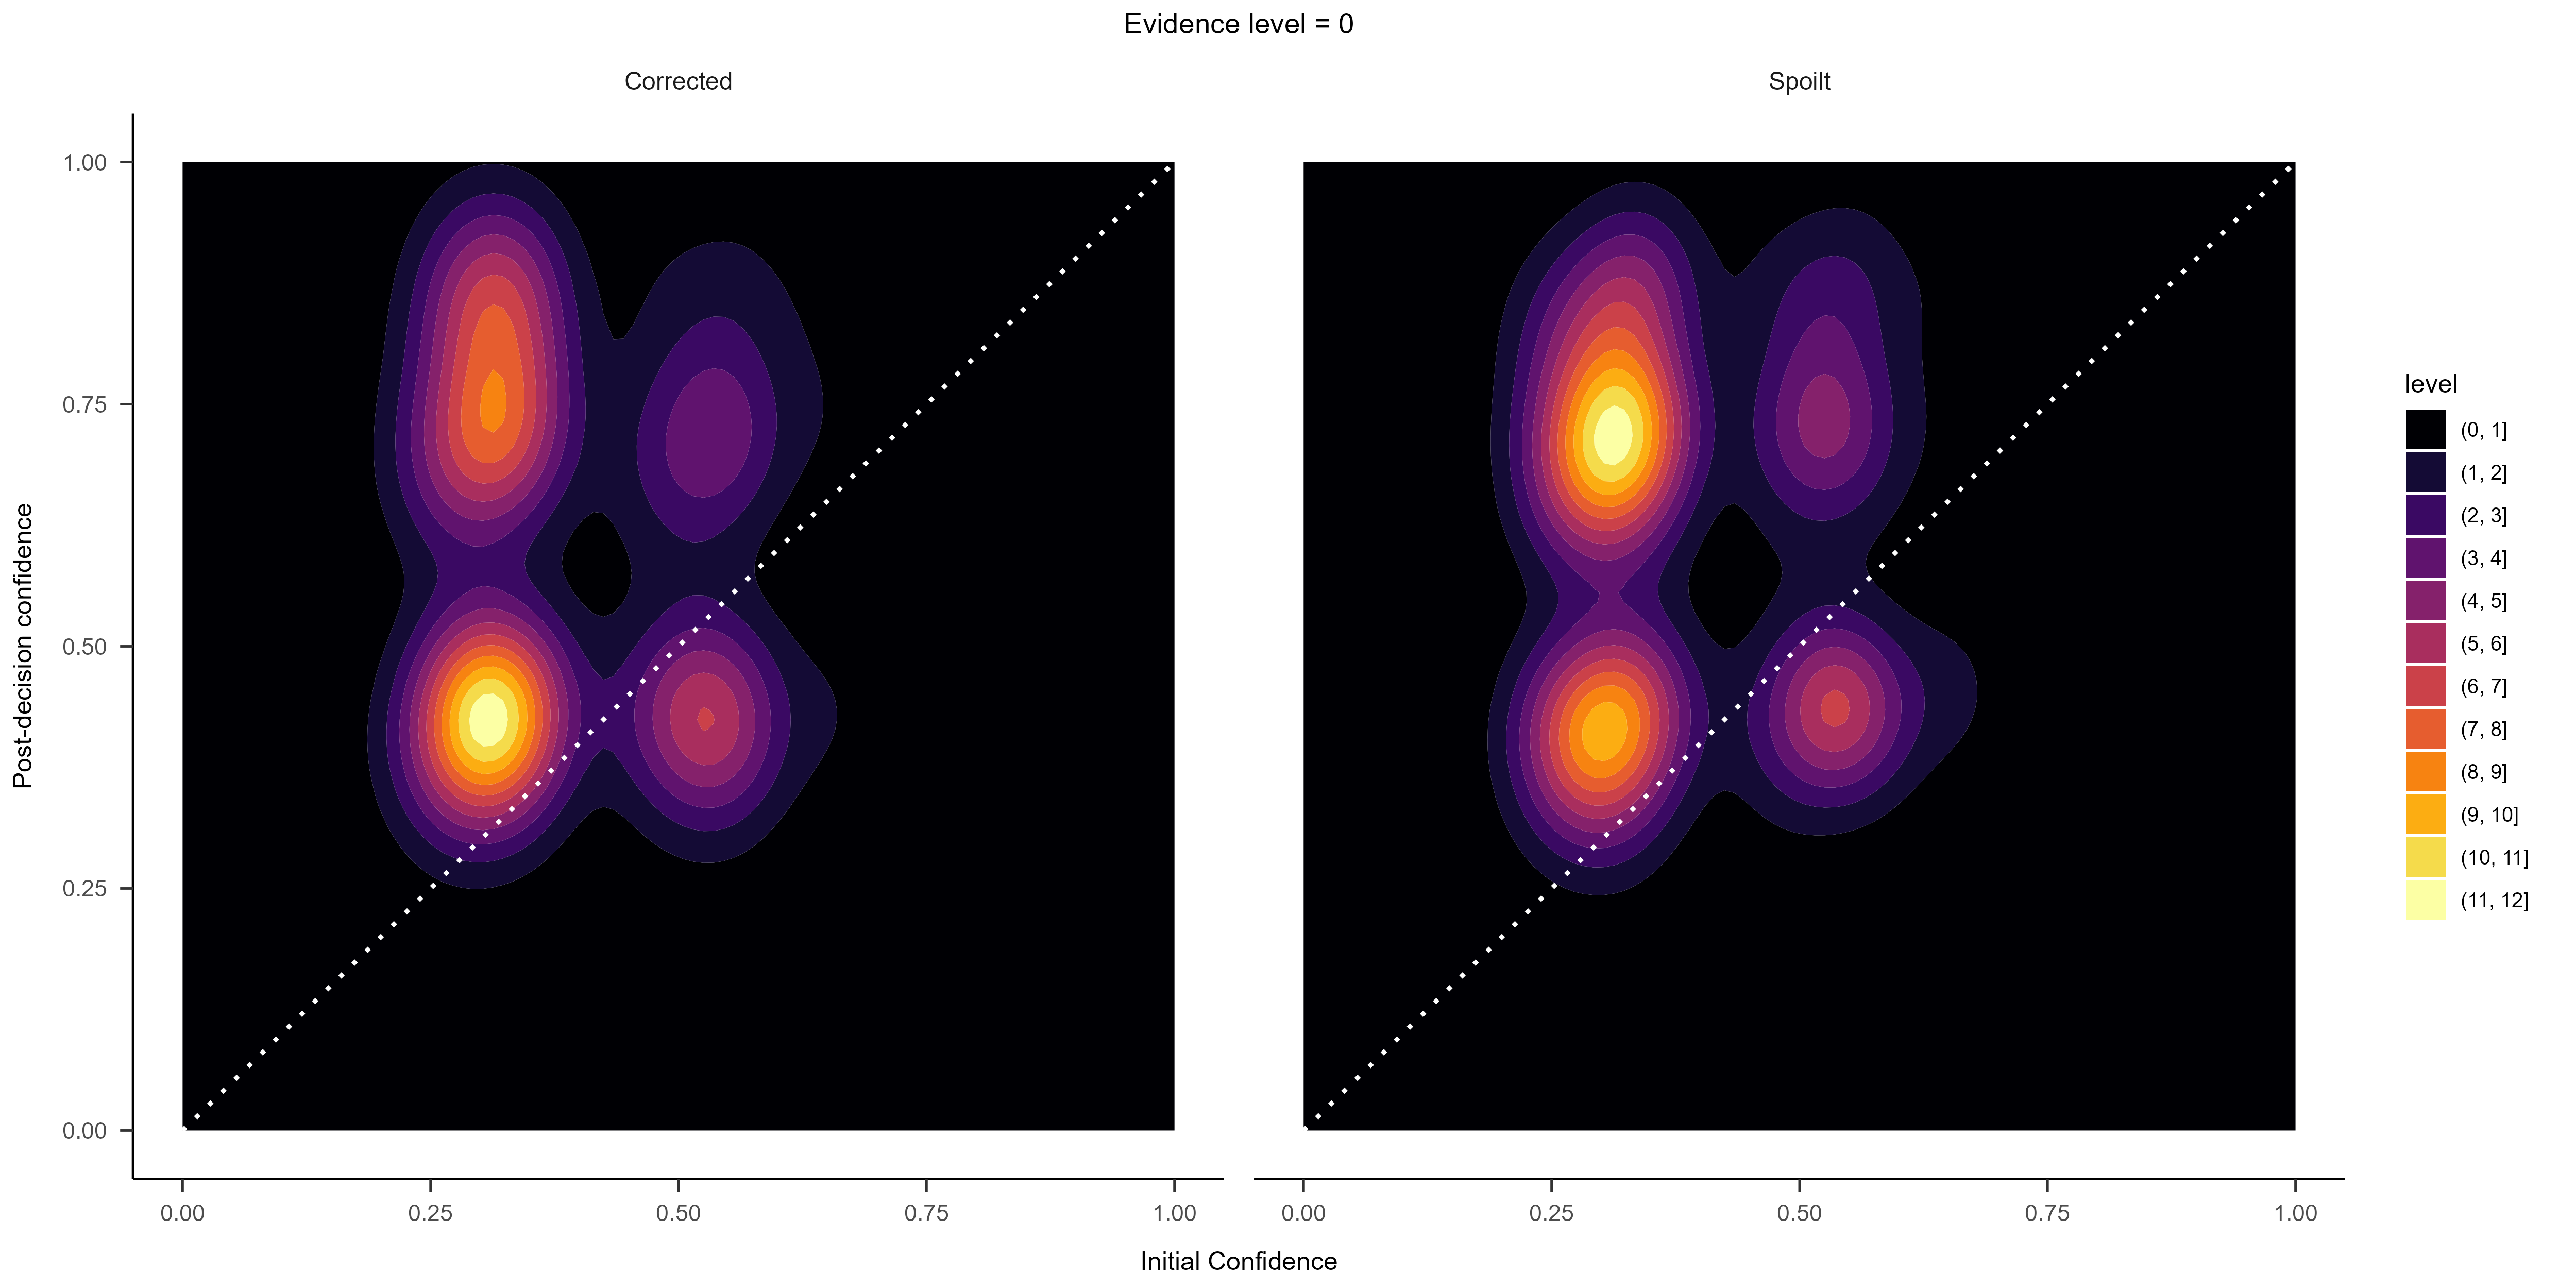 Evidence level = 0
Corrected
Spoilt
Post-decision confidence
1.00
0.75
0.50
0.25
0.00
0.00 0.25 0.50 0.75 1.00
0.00 0.25 0.50 0.75 1.00
Initial Confidence
level
(0, 1]
(1, 2]
(2, 3]
(3, 4]
(4, 5]
(5, 6]
(6, 7]
(7, 8]
(8, 9]
(9, 10]
(10, 11]
(11, 12]